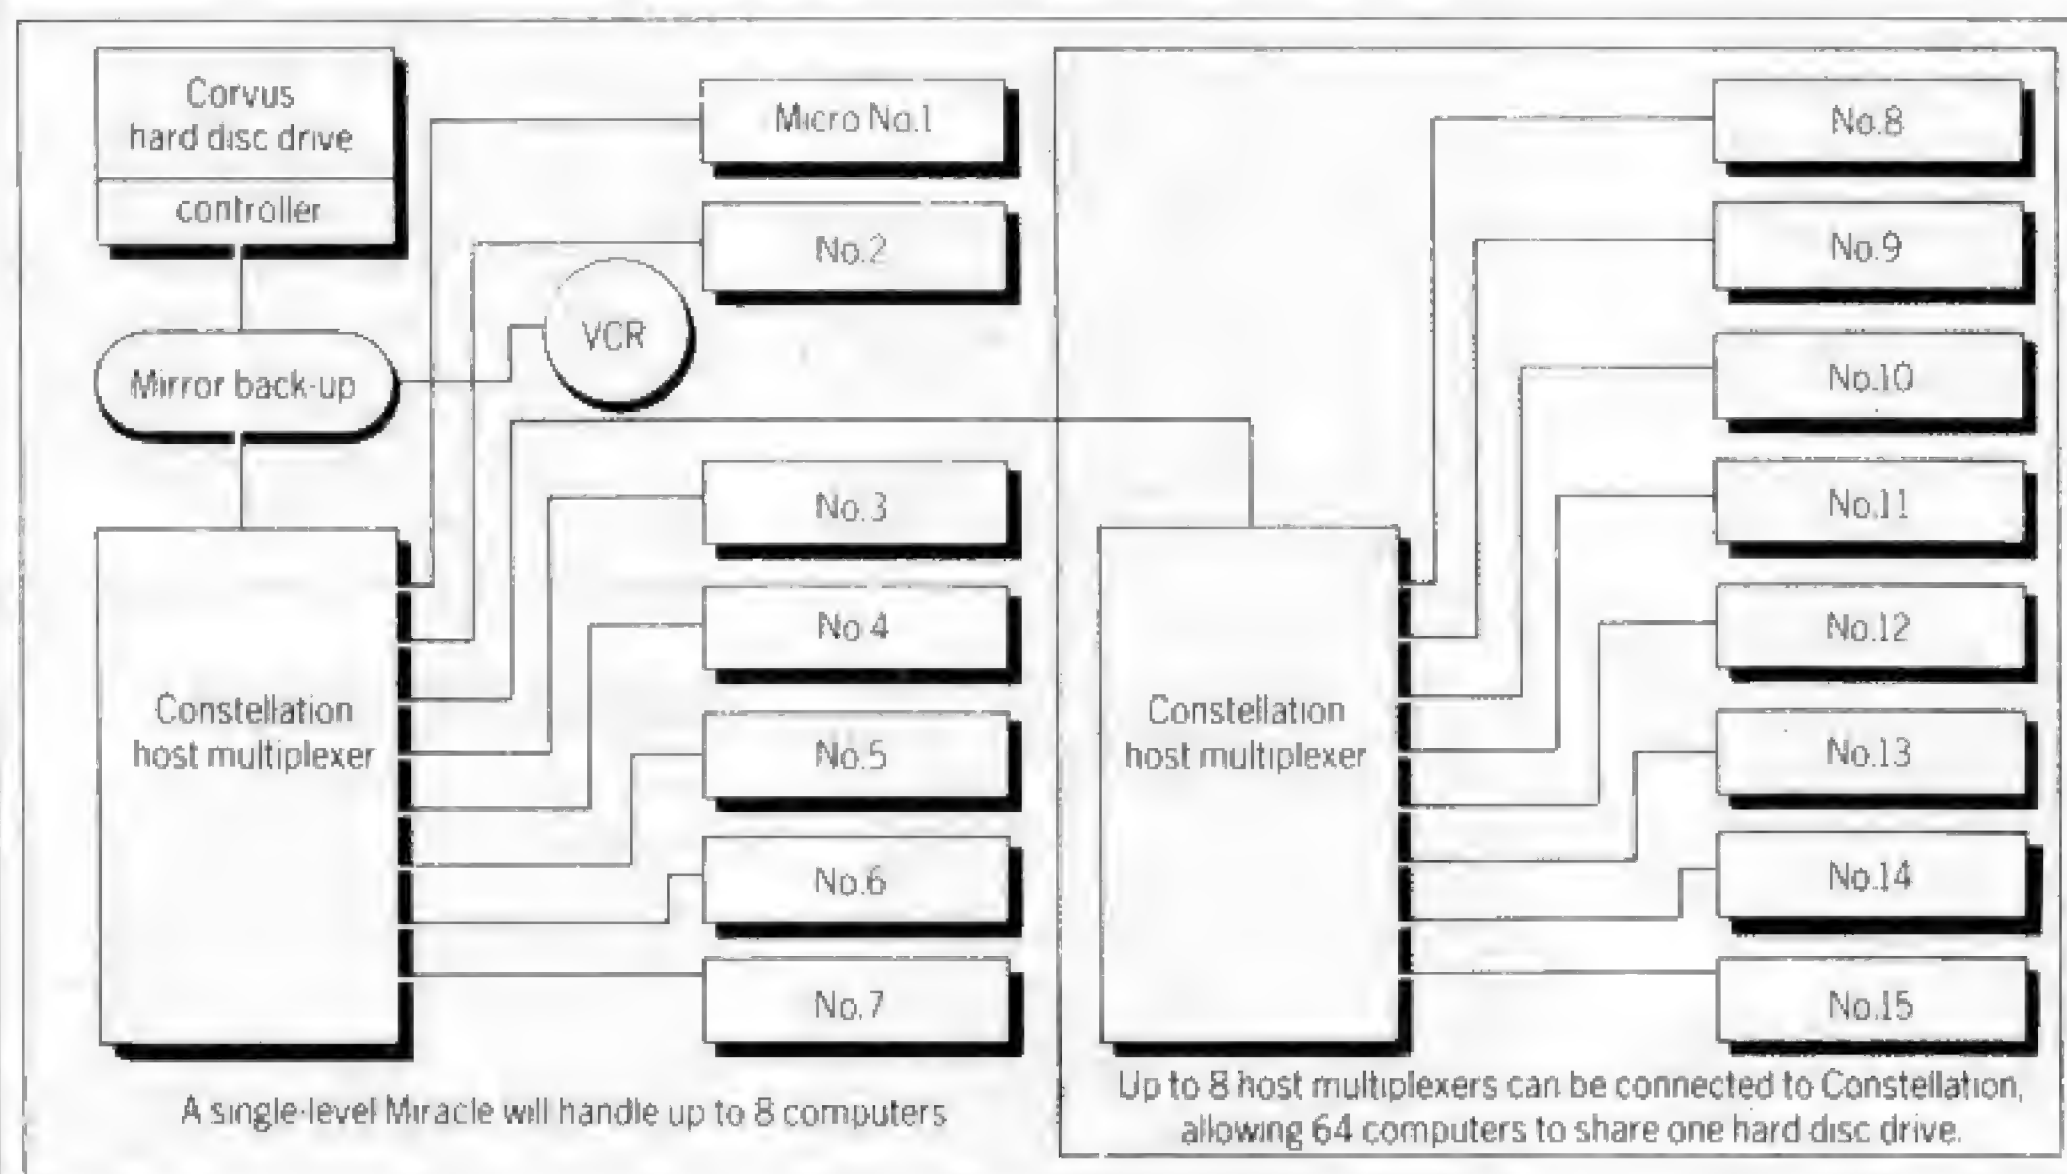 Corvus
hard disc drive
controller
Mirror back-up
VCR
Constellation
host multiplexer
Micro No.1
No.2
No.3
No 4
No.5
No.6
No.7
A single-level Miracle will handle up to 8 computers
Constellation
host multiplexer
No.8
No.9
No.10
No.11
No.12
No.13
No.14
No.15
Up to 8 host multiplexers can be connected to Constellation,
allowing 64 computers to share one hard disc drive.